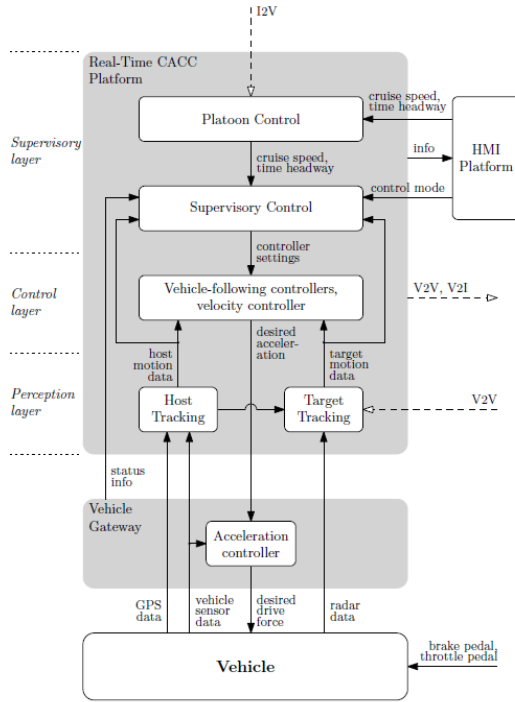 I2V
Real-Time CACC
Platform
cruise speed,
time headway
Platoon Control
HMI
Platform
info
Supervisory
layer
cruise speed,
time headway
control mode
Supervisory Control
controller
settings
Control
layer
Vehicle-following controllers,
velocity controller
V2V, V2I
desired
acceler-
ation
host
motion
data
target
motion
data
Perception
layer
Host
Tracking
Target
Tracking
V2V
status
info
Vehicle
Gateway
Acceleration
controller
GPS
data
vehicle
sensor
data
desired
drive
force
radar
data
Vehicle
brake pedal,
throttle pedal